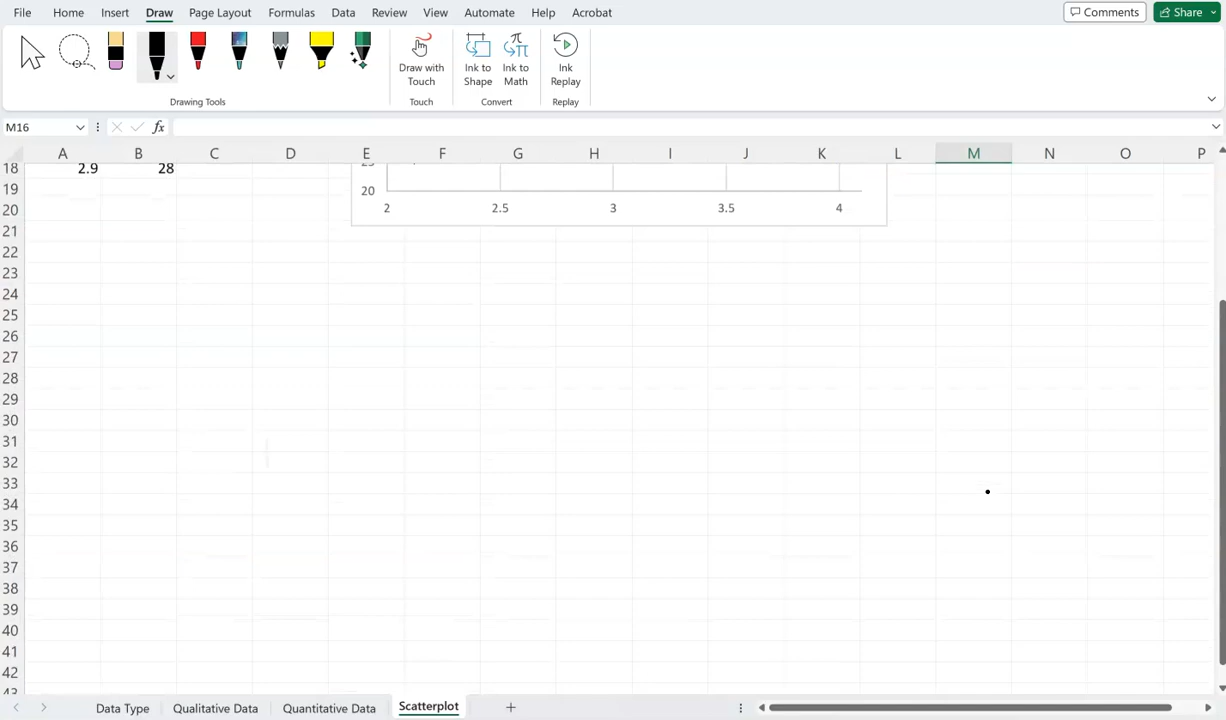 File Home Insert Draw Page Layout Formulas Data Review View Automate Help Acrobat Comments Share
Draw with Touch
Ink to Shape
Ink to Math
Ink Replay
Drawing Tools Touch Convert Replay
M16 fx
A B C D E F G H I J K L M N O P
18 2.9 28
19 20
20 2 2.5 3 3.5 4
21
22
23
24
25
26
27
28
29
30
31
32
33
34
35
36
37
38
39
40
41
42
43
Data Type Qualitative Data Quantitative Data Scatterplot +